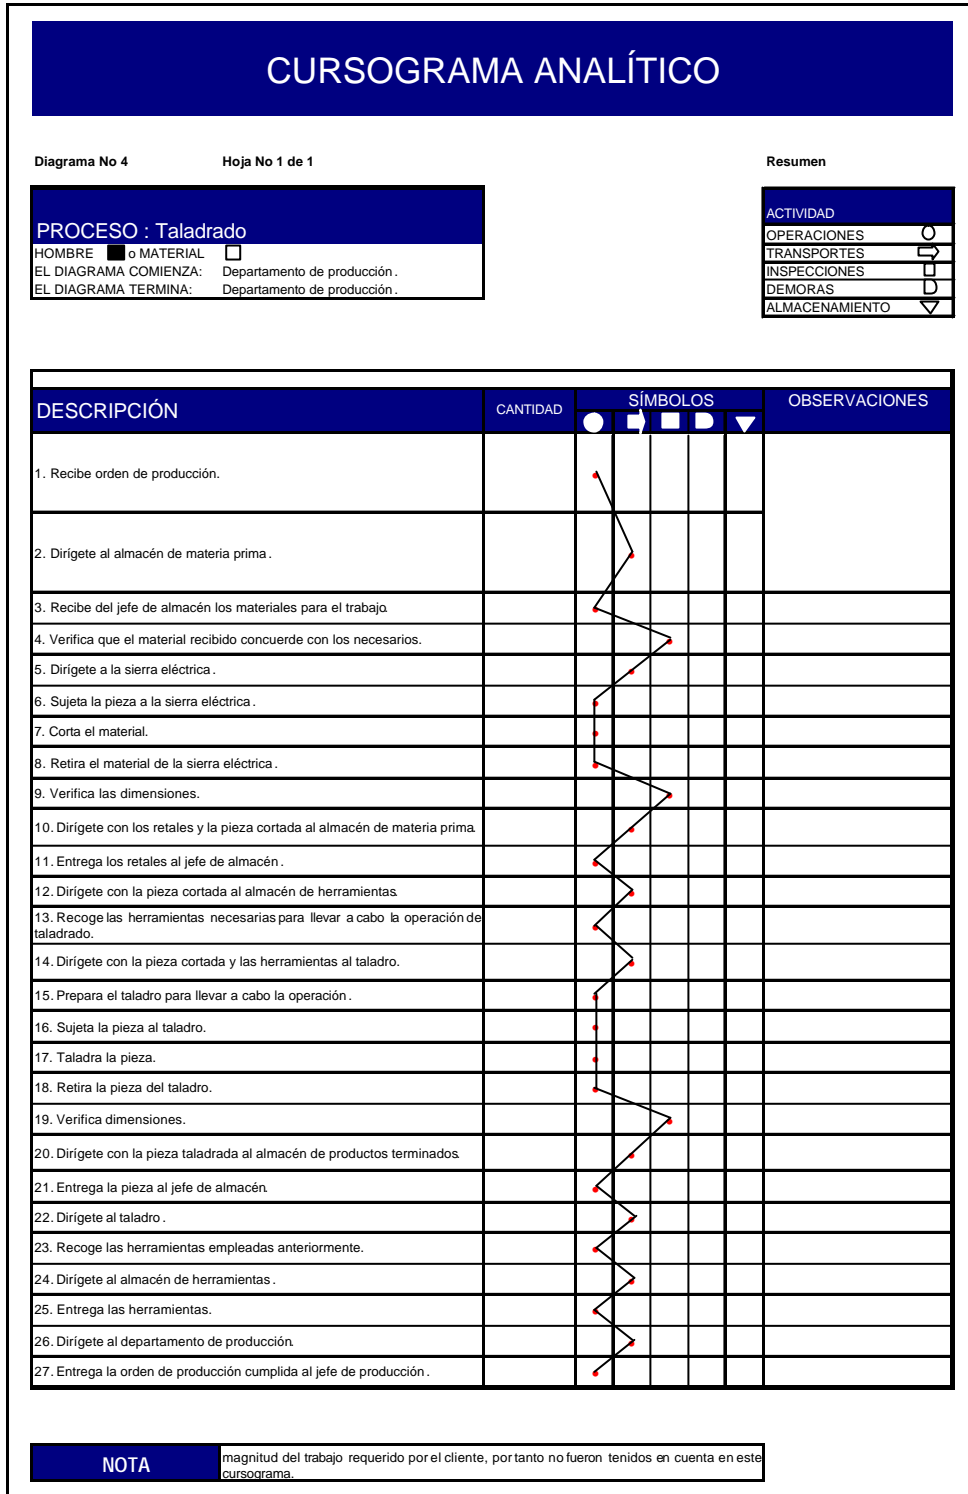 CURSOGRAMA ANALÍTICO
Diagrama No 4 Hoja No 1 de 1 Resumen
PROCESO : Taladrado
HOMBRE o MATERIAL
EL DIAGRAMA COMIENZA: Departamento de producción.
EL DIAGRAMA TERMINA: Departamento de producción.
ACTIVIDAD
OPERACIONES
TRANSPORTES
INSPECCIONES
DEMORAS
ALMACENAMIENTO
DESCRIPCIÓN CANTIDAD SÍMBOLOS OBSERVACIONES
1. Recibe orden de producción.
2. Dirígete al almacén de materia prima.
3. Recibe del jefe de almacén los materiales para el trabajo.
4. Verifica que el material recibido concuerde con los necesarios.
5. Dirígete a la sierra eléctrica.
6. Sujeta la pieza a la sierra eléctrica.
7. Corta el material.
8. Retira el material de la sierra eléctrica.
9. Verifica las dimensiones.
10. Dirígete con los retales y la pieza cortada al almacén de materia prima.
11. Entrega los retales al jefe de almacén.
12. Dirígete con la pieza cortada al almacén de herramientas.
13. Recoge las herramientas necesarias para llevar a cabo la operación de
taladrado.
14. Dirígete con la pieza cortada y las herramientas al taladro.
15. Prepara el taladro para llevar a cabo la operación.
16. Sujeta la pieza al taladro.
17. Taladra la pieza.
18. Retira la pieza del taladro.
19. Verifica dimensiones.
20. Dirígete con la pieza taladrada al almacén de productos terminados.
21. Entrega la pieza al jefe de almacén.
22. Dirígete al taladro.
23. Recoge las herramientas empleadas anteriormente.
24. Dirígete al almacén de herramientas.
25. Entrega las herramientas.
26. Dirígete al departamento de producción.
27. Entrega la orden de producción cumplida al jefe de producción.
NOTA
magnitud del trabajo requerido por el cliente, por tanto no fueron tenidos en cuenta en este
cursograma.